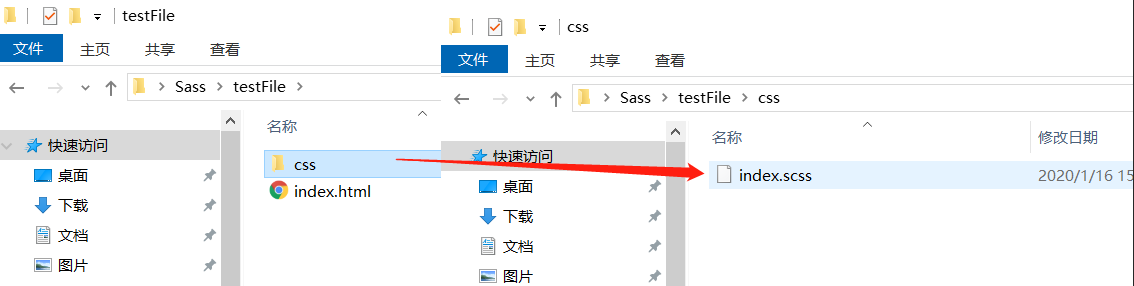 testFile
文件 主页 共享 查看
Sass testFile
名称
快速访问
css
桌面
index.html
下载
文档
图片
css
文件 主页 共享 查看
Sass testFile css
名称 修改日期
快速访问
index.scss 2020/1/16 15
桌面
下载
文档
图片